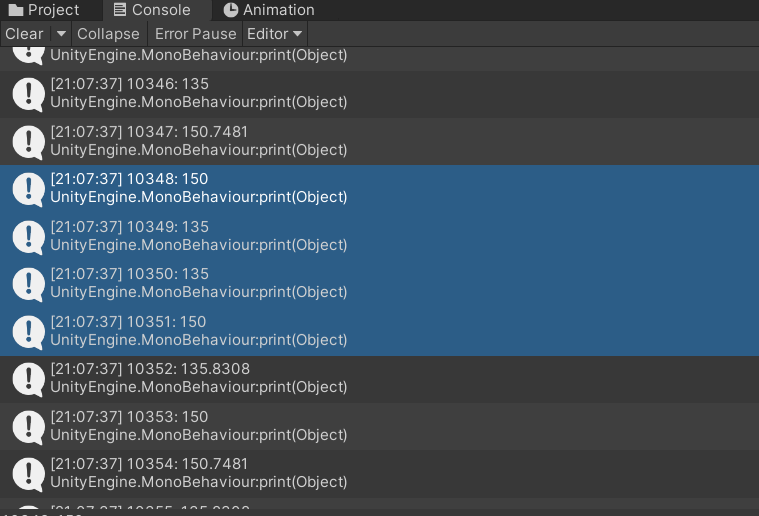 Project Console Animation
Clear Collapse Error Pause Editor
UnityEngine.MonoBehaviour:print(Object)
[21:07:37] 10346: 135
UnityEngine.MonoBehaviour:print(Object)
[21:07:37] 10347: 150.7481
UnityEngine.MonoBehaviour:print(Object)
[21:07:37] 10348: 150
UnityEngine.MonoBehaviour:print(Object)
[21:07:37] 10349: 135
UnityEngine.MonoBehaviour:print(Object)
[21:07:37] 10350: 135
UnityEngine.MonoBehaviour:print(Object)
[21:07:37] 10351: 150
UnityEngine.MonoBehaviour:print(Object)
[21:07:37] 10352: 135.8308
UnityEngine.MonoBehaviour:print(Object)
[21:07:37] 10353: 150
UnityEngine.MonoBehaviour:print(Object)
[21:07:37] 10354: 150.7481
UnityEngine.MonoBehaviour:print(Object)